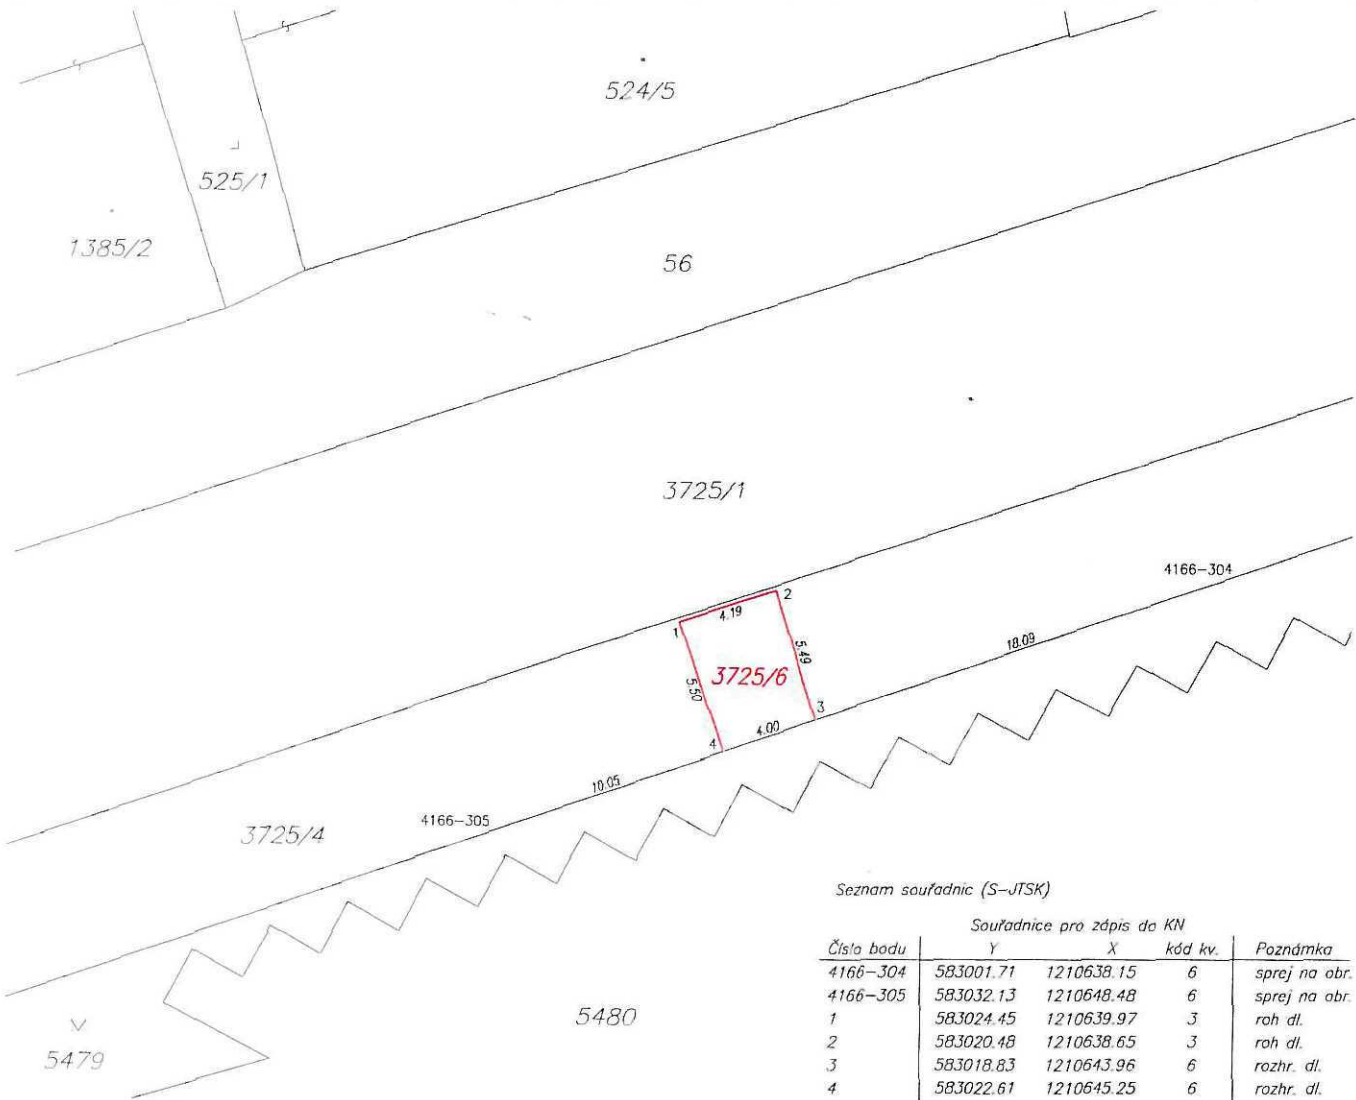 524/5
525/1
1385/2
56
3725/1
4166-304
2
4.19
1
18.09
5.49
3725/6
5.50
3
4.00
4
10.05
4166-305
3725/4
Seznam souřadnic (S-JTSK)
Souřadnice pro zápis do KN
Číslo bodu Y X kód kv. Poznámka
4166-304 583001.71 1210638.15 6 sprej na obr.
4166-305 583032.13 1210648.48 6 sprej na obr.
1 583024.45 1210639.97 3 roh dl.
2 583020.48 1210638.65 3 roh dl.
3 583018.83 1210643.96 6 rozhr. dl.
4 583022.61 1210645.25 6 rozhr. dl.
5480
5479